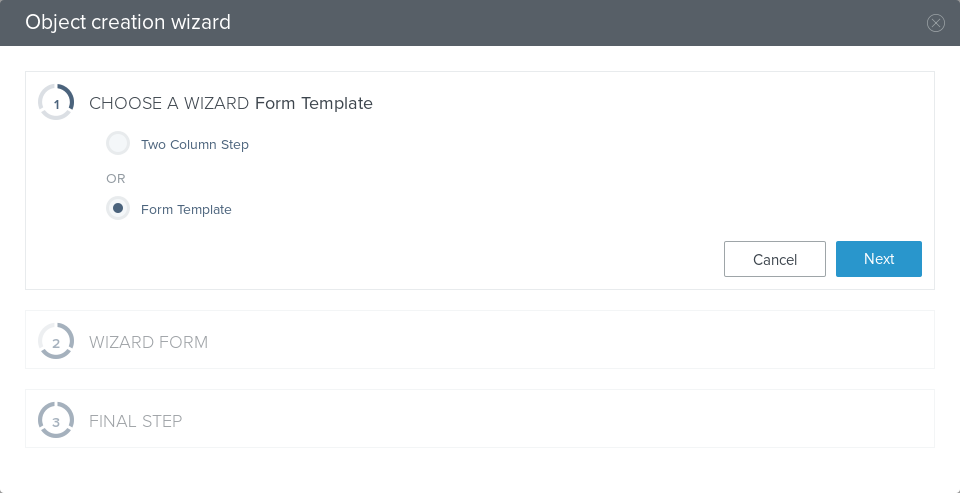 Object creation wizard
1 CHOOSE A WIZARD Form Template
Two Column Step
OR
Form Template
Cancel Next
2 WIZARD FORM
3 FINAL STEP